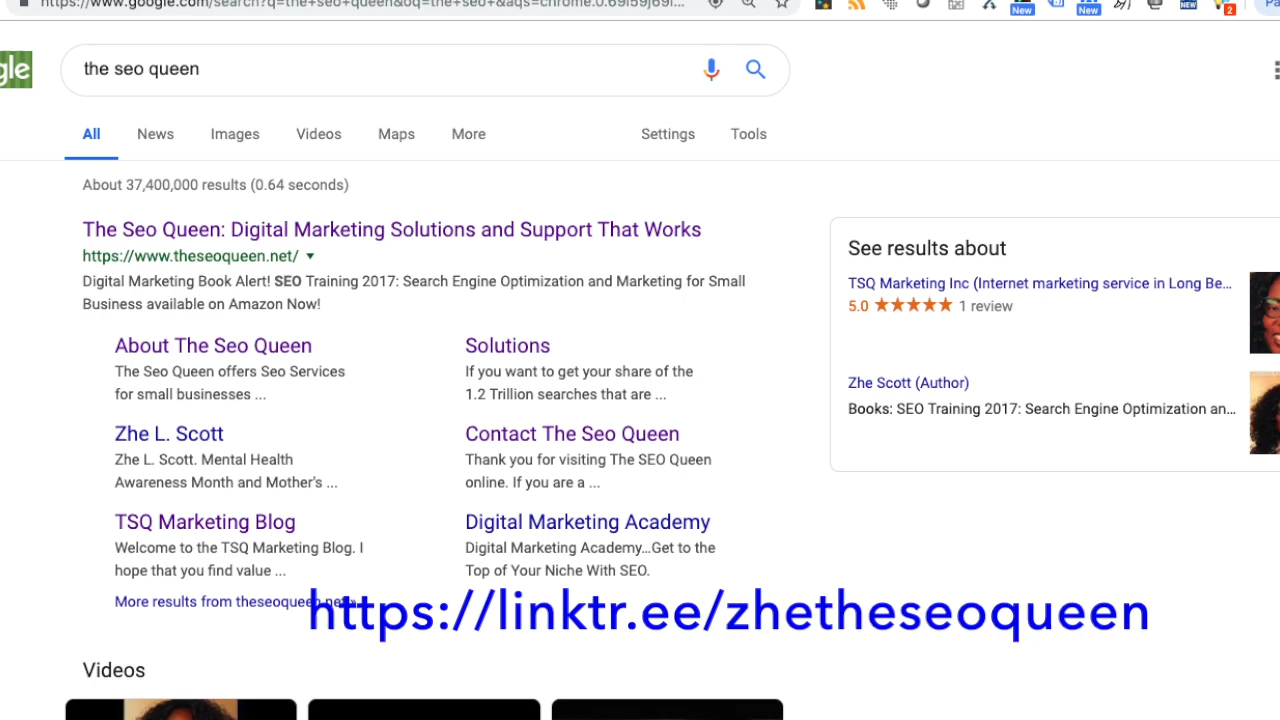 https://www.google.com/search?q=the+seo+queen&oq=the+seo+&aqs=chrome.0.69i59j69i...
New
New
NEW
2
gle
the seo queen
All
News
Images
Videos
Maps
More
Settings
Tools
About 37,400,000 results (0.64 seconds)
The Seo Queen: Digital Marketing Solutions and Support That Works
https://www.theseoqueen.net/
Digital Marketing Book Alert! SEO Training 2017: Search Engine Optimization and Marketing for Small
Business available on Amazon Now!
About The Seo Queen
The Seo Queen offers Seo Services
for small businesses ...
Solutions
If you want to get your share of the
1.2 Trillion searches that are ...
Zhe L. Scott
Zhe L. Scott. Mental Health
Awareness Month and Mother's ...
Contact The Seo Queen
Thank you for visiting The SEO Queen
online. If you are a ...
TSQ Marketing Blog
Welcome to the TSQ Marketing Blog. I
hope that you find value ...
Digital Marketing Academy
Digital Marketing Academy...Get to the
Top of Your Niche With SEO.
More results from theseoqueen.net »
https://linktr.ee/zhetheseoqueen
Videos
See results about
TSQ Marketing Inc (Internet marketing service in Long Be...
5.0 ★★★★★ 1 review
Zhe Scott (Author)
Books: SEO Training 2017: Search Engine Optimization an...